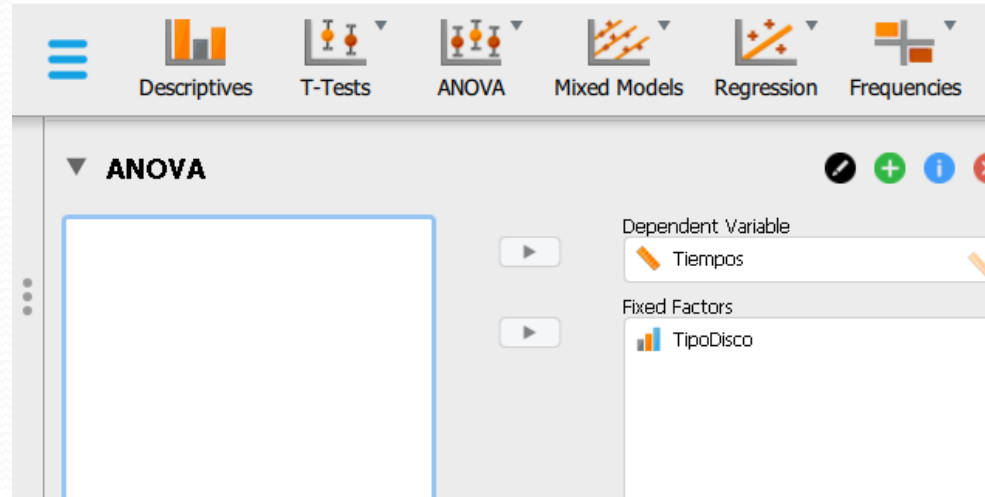 Descriptives T-Tests ANOVA Mixed Models Regression Frequencies
ANOVA
Dependent Variable
Tiempos
Fixed Factors
TipoDisco